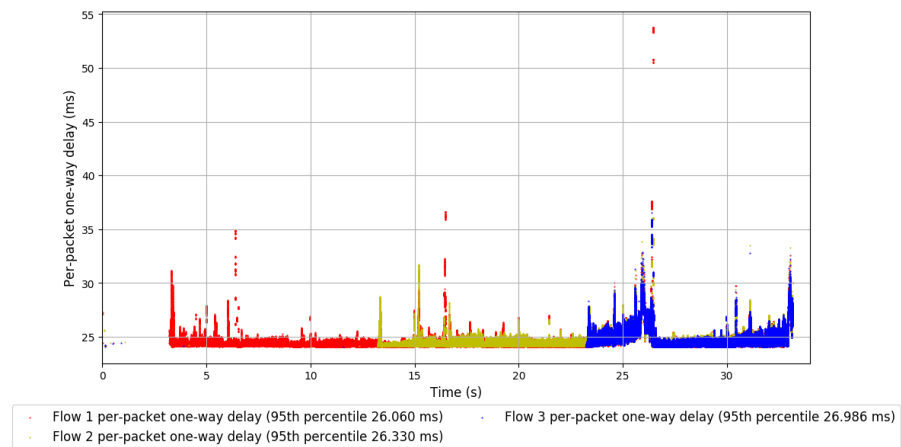 55
50
45
40
35
30
25
Per-packet one-way delay (ms)
0 5 10 15 20 25 30
Time (s)
Flow 1 per-packet one-way delay (95th percentile 26.060 ms)
Flow 2 per-packet one-way delay (95th percentile 26.330 ms)
Flow 3 per-packet one-way delay (95th percentile 26.986 ms)